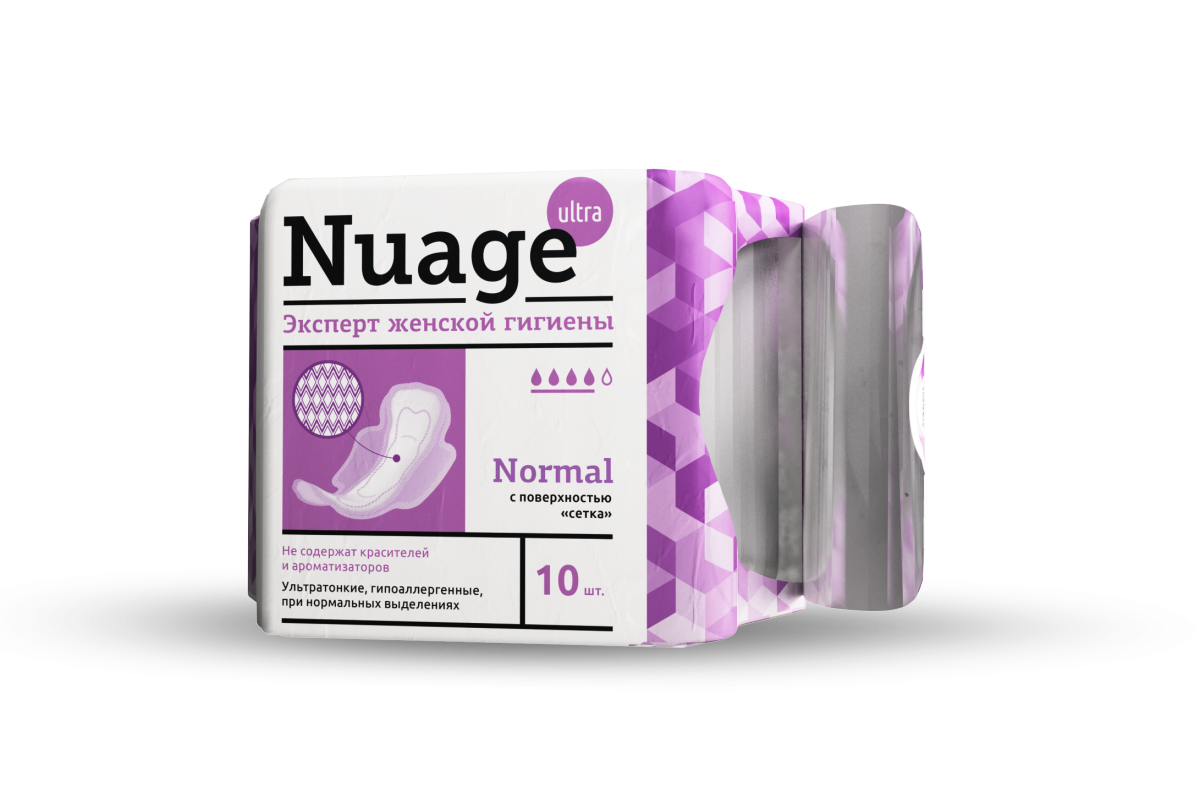 ultra
Nuage
Эксперт женской гигиены
Normal
с поверхностью
«сетка»
Не содержат красителей
и ароматизаторов
Ультратонкие, гипоаллергенные,
при нормальных выделениях
10 шт.